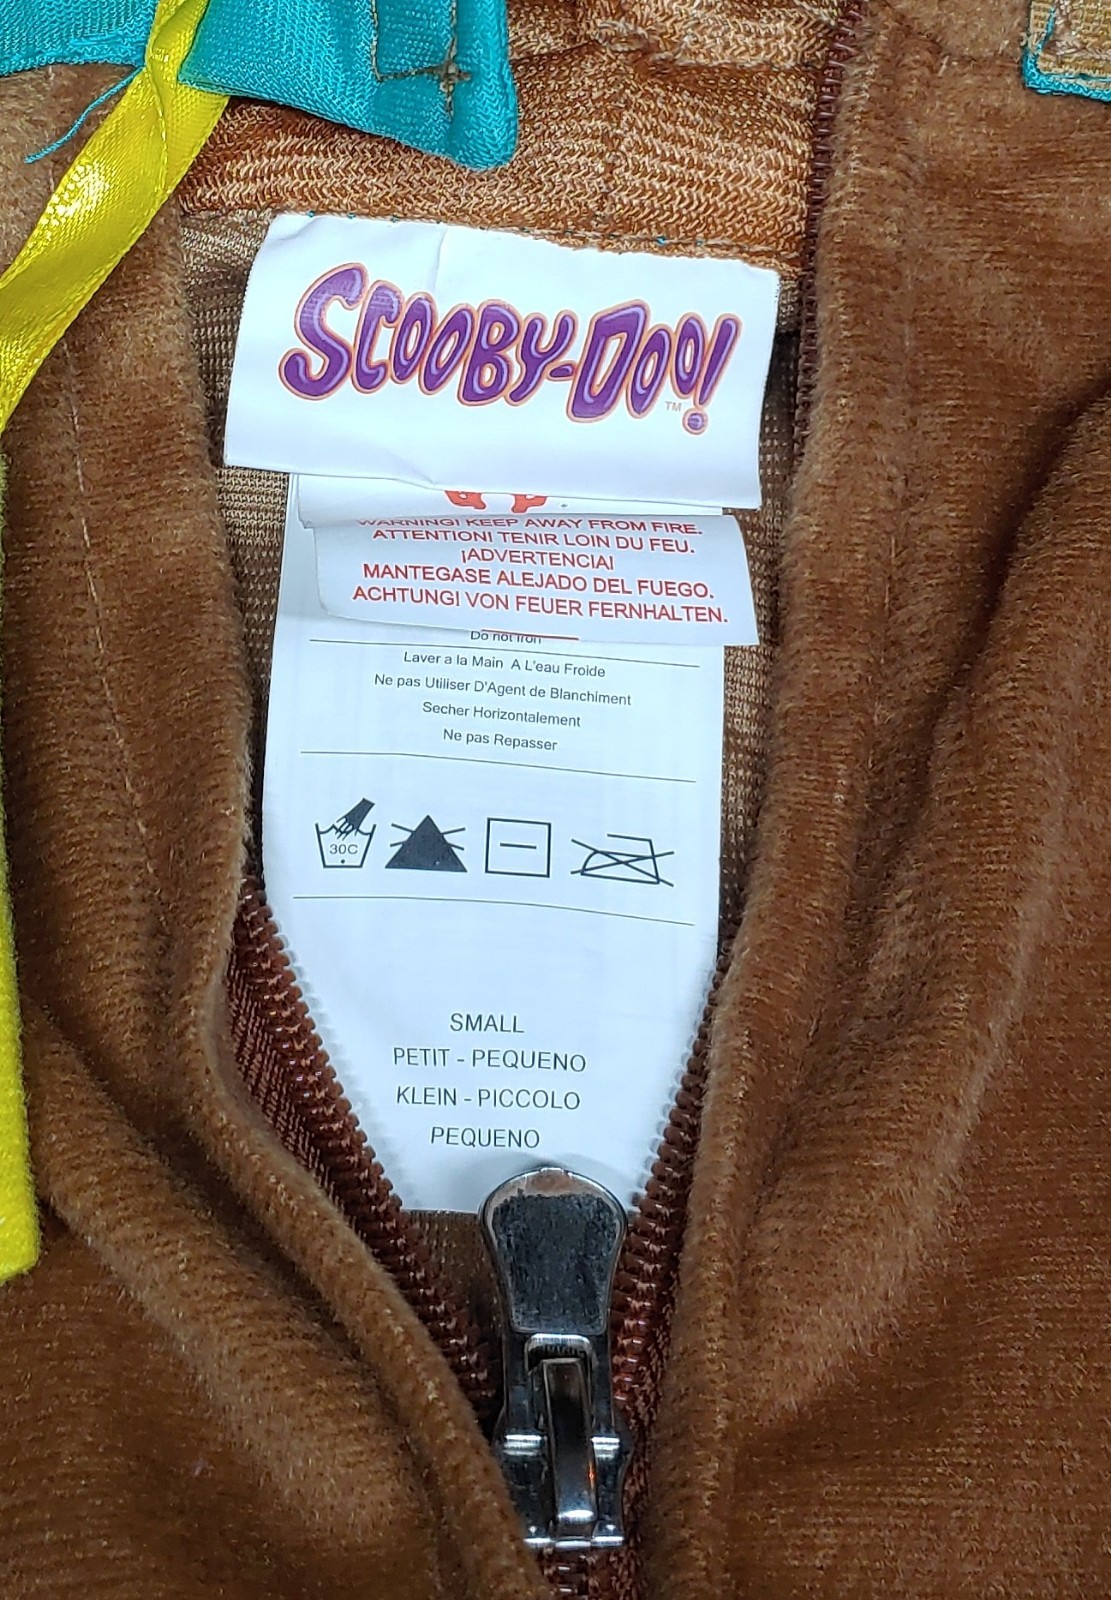 SCOOBY-DOO!
TM
WARNING! KEEP AWAY FROM FIRE.
ATTENTION! TENIR LOIN DU FEU.
¡ADVERTENCIA!
MANTEGASE ALEJADO DEL FUEGO.
ACHTUNG! VON FEUER FERNHALTEN.
Do not Iron
Laver a la Main A L'eau Froide
Ne pas Utiliser D'Agent de Blanchiment
Secher Horizontalement
Ne pas Repasser
30C
SMALL
PETIT - PEQUENO
KLEIN - PICCOLO
PEQUENO